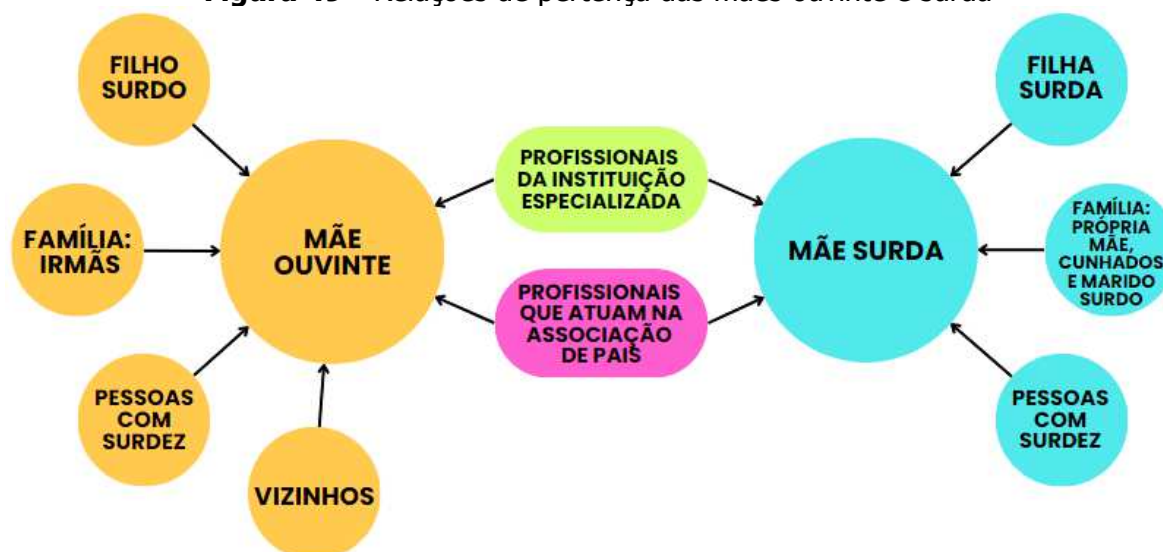 FILHO
SURDO
FAMÍLIA:
IRMÃS
PESSOAS
COM
SURDEZ
VIZINHOS
MÃE
OUVINTE
PROFISSIONAIS
DA INSTITUIÇÃO
ESPECIALIZADA
PROFISSIONAIS
QUE ATUAM NA
ASSOCIAÇÃO
DE PAIS
MÃE SURDA
FILHA
SURDA
FAMÍLIA:
PRÓPRIA
MÃE,
CUNHADOS
E MARIDO
SURDO
PESSOAS
COM
SURDEZ